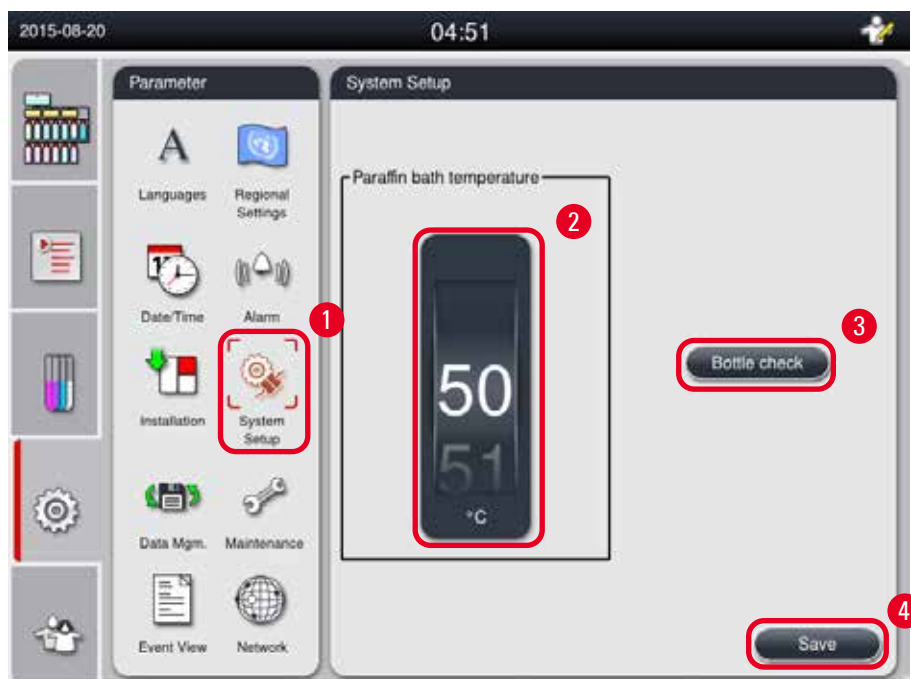 2015-08-20 04:51
Parameter
Languages Regional Settings
Date/Time Alarm
1
Installation System Setup
Data Mgm. Maintenance
Event View Network
System Setup
Paraffin bath temperature
2
50
51
°C
3
Bottle check
4
Save